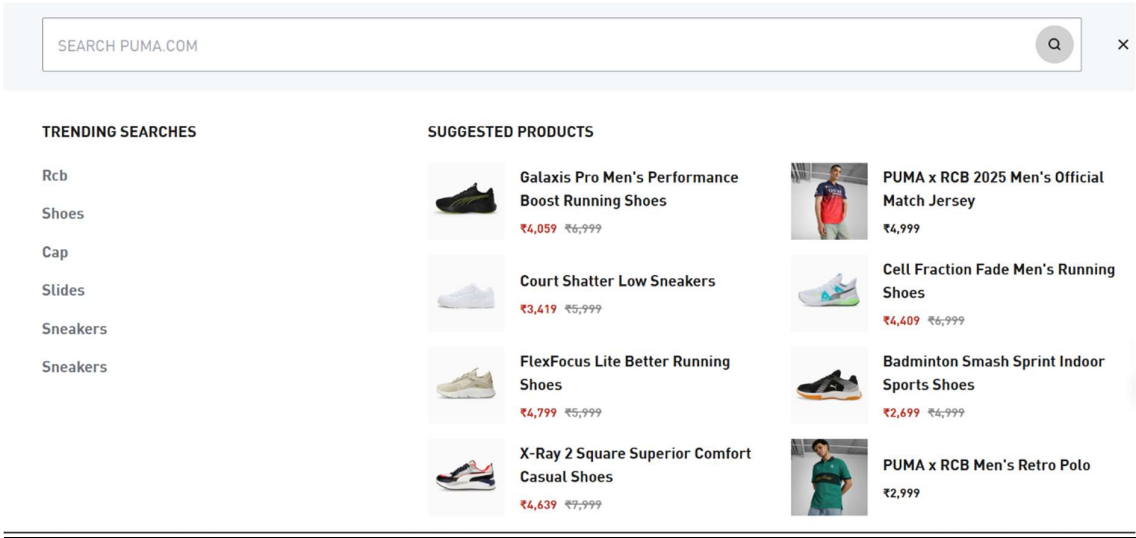 SEARCH PUMA.COM
TRENDING SEARCHES
Rcb
Shoes
Cap
Slides
Sneakers
Sneakers
SUGGESTED PRODUCTS
Galaxis Pro Men's Performance
Boost Running Shoes
₹4,059 ₹6,999
PUMA x RCB 2025 Men's Official
Match Jersey
₹4,999
Court Shatter Low Sneakers
₹3,419 ₹5,999
Cell Fraction Fade Men's Running
Shoes
₹4,409 ₹6,999
FlexFocus Lite Better Running
Shoes
₹4,799 ₹5,999
Badminton Smash Sprint Indoor
Sports Shoes
₹2,699 ₹4,999
X-Ray 2 Square Superior Comfort
Casual Shoes
₹4,639 ₹7,999
PUMA x RCB Men's Retro Polo
₹2,999